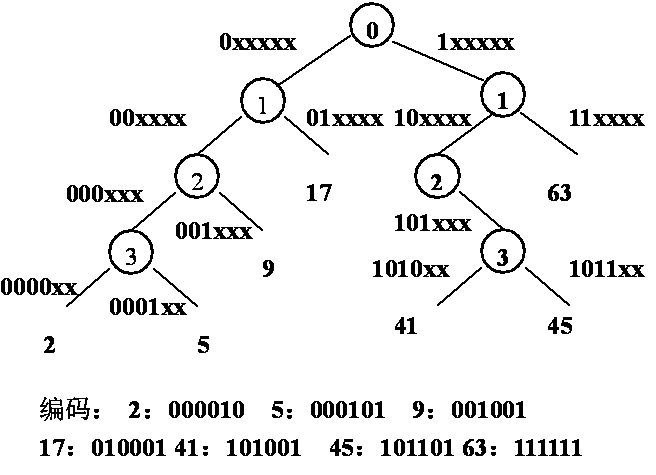 0
0xxxxx 1xxxxx
1 1
00xxxx 01xxxx 10xxxx 11xxxx
2 17 2 63
000xxx 001xxx 101xxx
3 9 3
0000xx 0001xx 1010xx 1011xx
2 5 41 45
编码： 2：000010 5：000101 9：001001
17：010001 41：101001 45：101101 63：111111